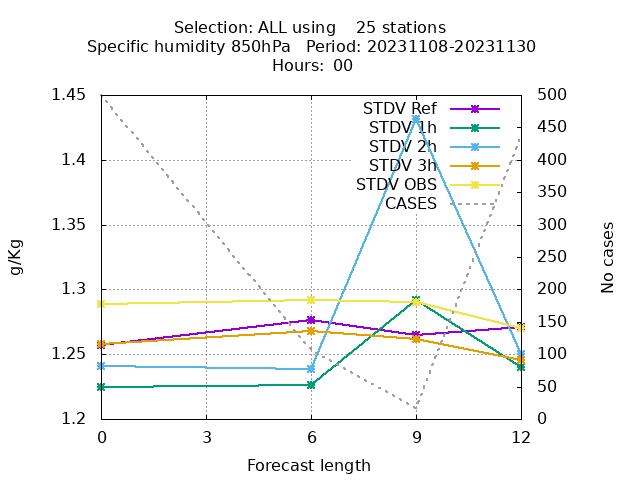 Selection: ALL using    25 stations
Specific humidity 850hPa   Period: 20231108-20231130
Hours:  00
1.45
1.4
1.35
1.3
1.25
1.2
g/Kg
STDV Ref
STDV 1h
STDV 2h
STDV 3h
STDV OBS
CASES
500
450
400
350
300
250
200
150
100
50
0
No cases
0 3 6 9 12
Forecast length